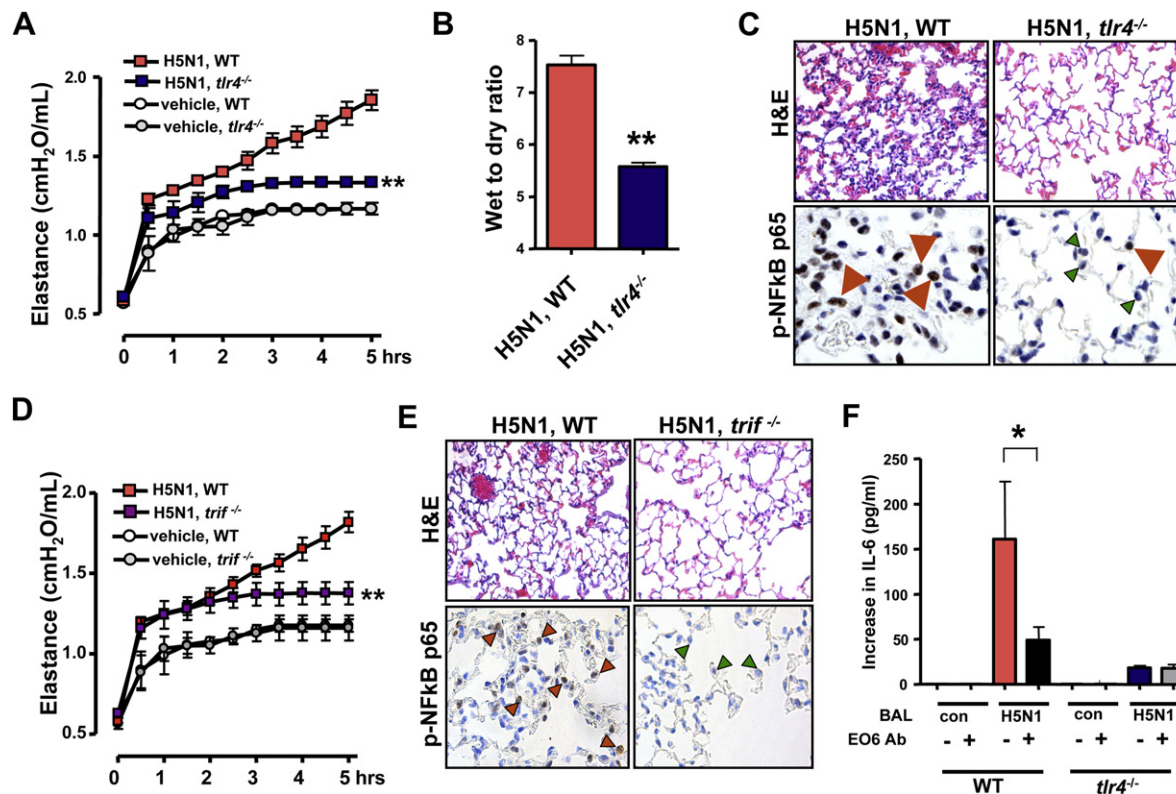 A
H5N1, WT
H5N1, tlr4-/-
vehicle, WT
vehicle, tlr4-/-
Elastance (cmH2O/mL)
2.0
1.5
1.0
0.5
**
0 1 2 3 4 5 hrs
B
Wet to dry ratio
8
7
6
5
4
**
H5N1, WT
H5N1, tlr4-/-
C
H5N1, WT H5N1, tlr4-/-
H&E
p-NFkB p65
D
H5N1, WT
H5N1, trif -/-
vehicle, WT
vehicle, trif -/-
Elastance (cmH2O/mL)
2.0
1.5
1.0
0.5
**
0 1 2 3 4 5 hrs
E
H5N1, WT H5N1, trif -/-
H&E
p-NFkB p65
F
*
Increase in IL-6 (pg/ml)
250
200
150
100
50
0
BAL con H5N1 con H5N1
EO6 Ab - + - + - + - +
WT tlr4-/-